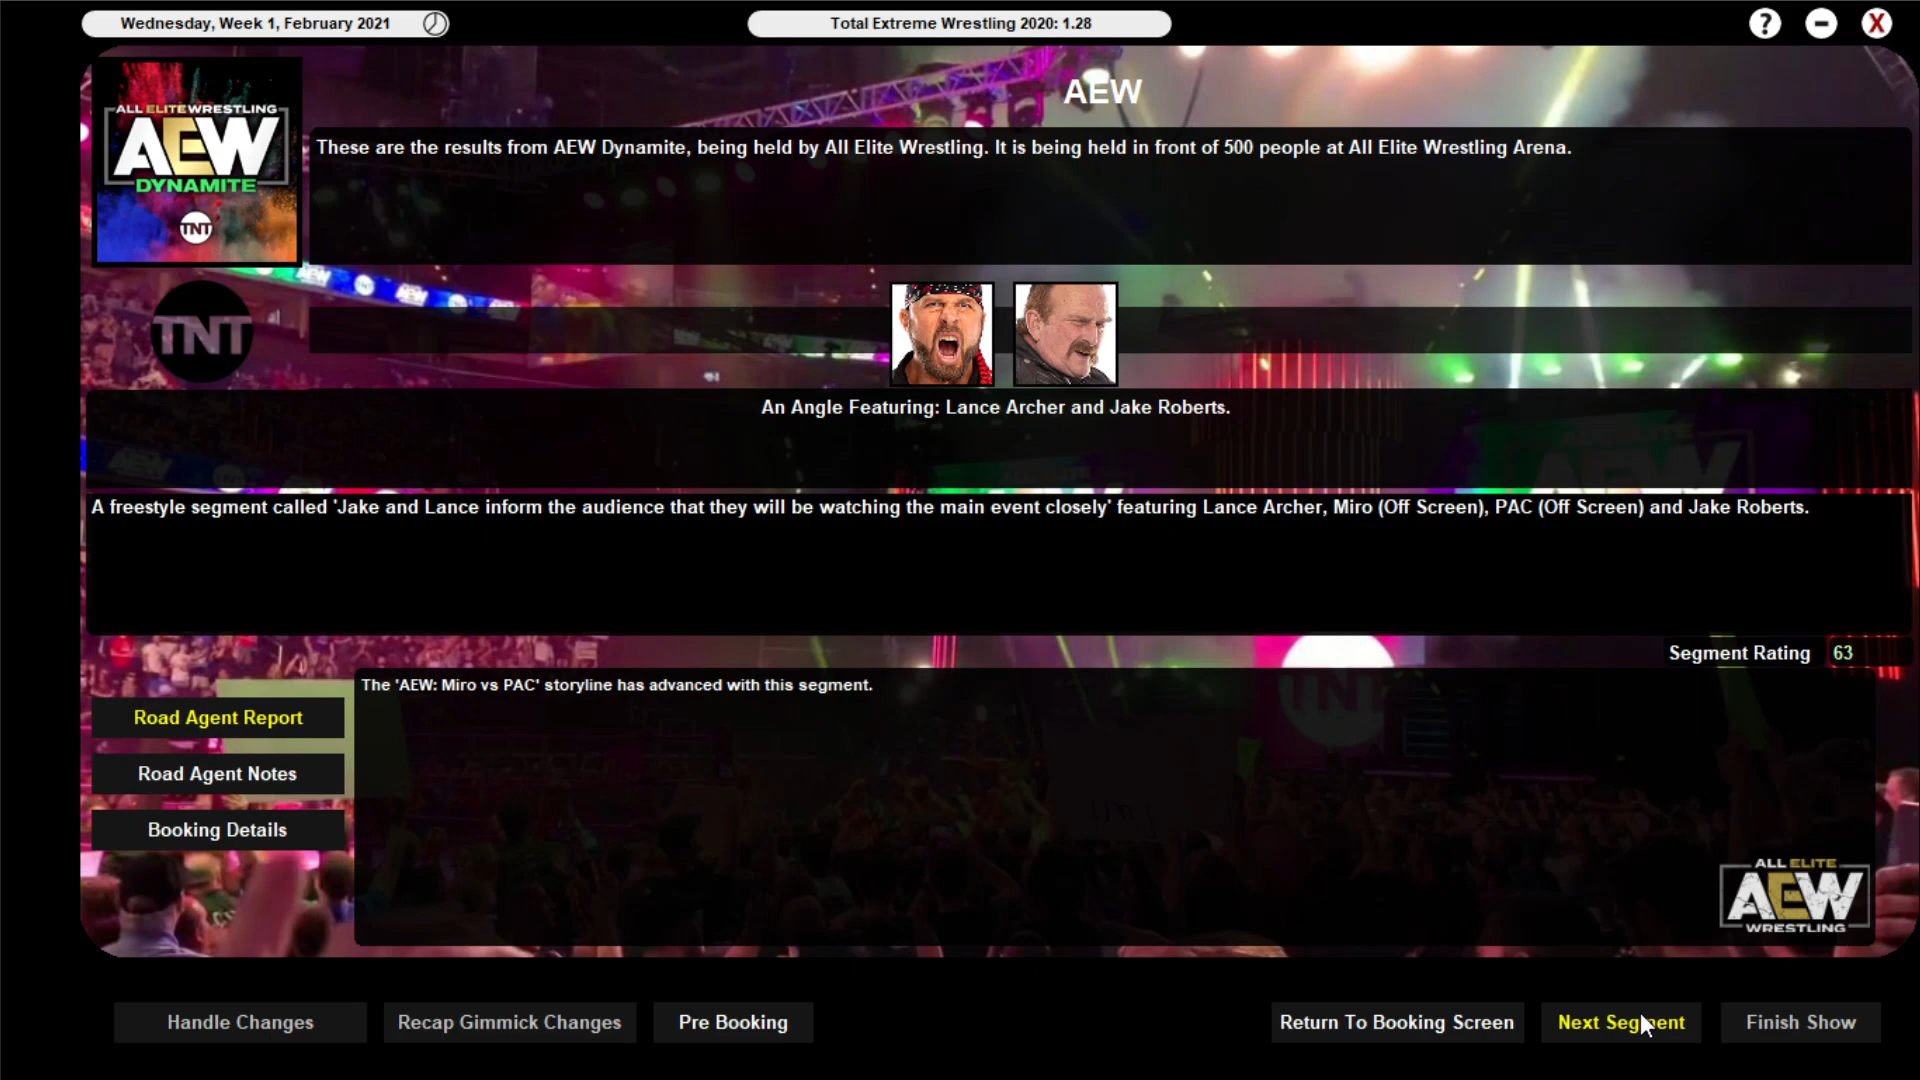 Wednesday, Week 1, February 2021
Total Extreme Wrestling 2020: 1.28
?
X
ALL ELITE WRESTLING
AEW
DYNAMITE
TNT
AEW
These are the results from AEW Dynamite, being held by All Elite Wrestling. It is being held in front of 500 people at All Elite Wrestling Arena.
TNT
An Angle Featuring: Lance Archer and Jake Roberts.
A freestyle segment called 'Jake and Lance inform the audience that they will be watching the main event closely' featuring Lance Archer, Miro (Off Screen), PAC (Off Screen) and Jake Roberts.
Segment Rating 63
The 'AEW: Miro vs PAC' storyline has advanced with this segment.
Road Agent Report
Road Agent Notes
Booking Details
ALL ELITE
AEW
WRESTLING
Handle Changes
Recap Gimmick Changes
Pre Booking
Return To Booking Screen
Next Segment
Finish Show